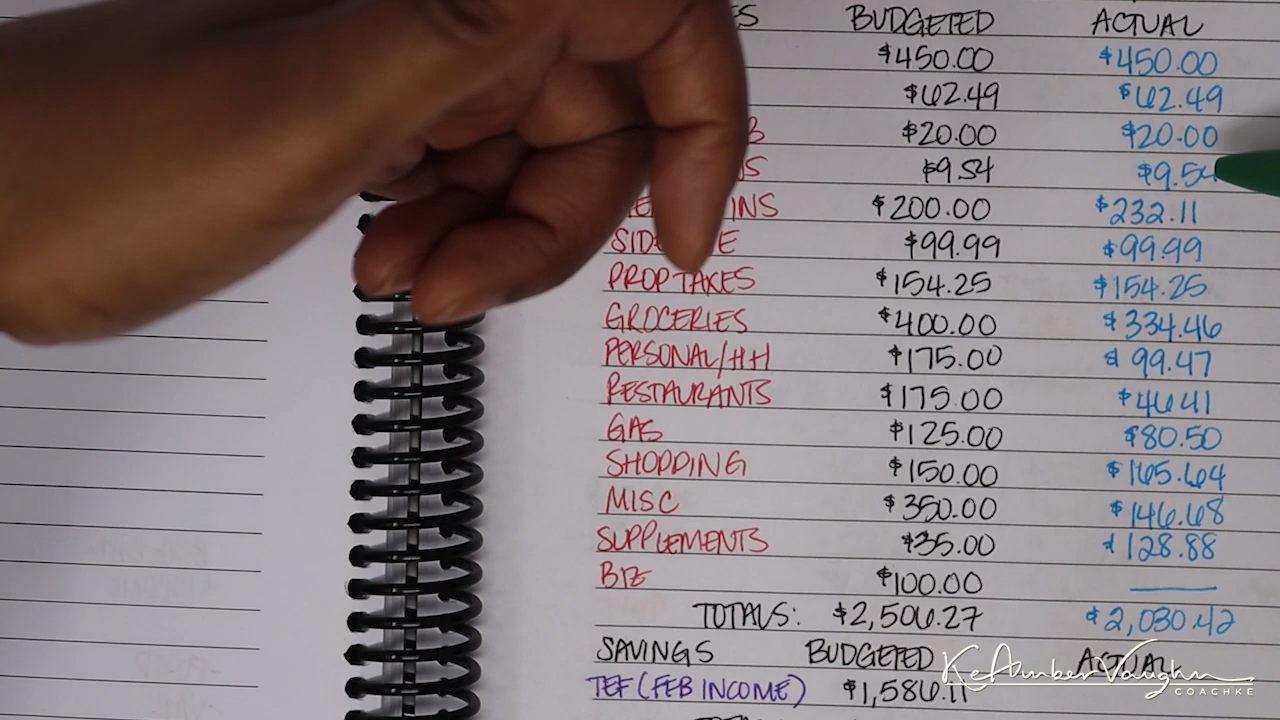 BUDGETED ACTUAL
$450.00 $450.00
$62.49 $62.49
$20.00 $20.00
$9.54 $9.54
INS $200.00 $232.11
$99.99 $99.99
PROP TAXES $154.25 $154.25
GROCERIES $400.00 $334.46
PERSONAL/HH $175.00 $99.47
RESTAURANTS $175.00 $46.41
GAS $125.00 $80.50
SHOPPING $150.00 $165.64
MISC $350.00 $146.68
SUPPLEMENTS $35.00 $128.88
BIZ $100.00
TOTALS: $2,506.27 $2,030.42
SAVINGS BUDGETED ACTUAL
TEF (FEB INCOME) $1,586.11
KeAmber Vaughn
COACHKE